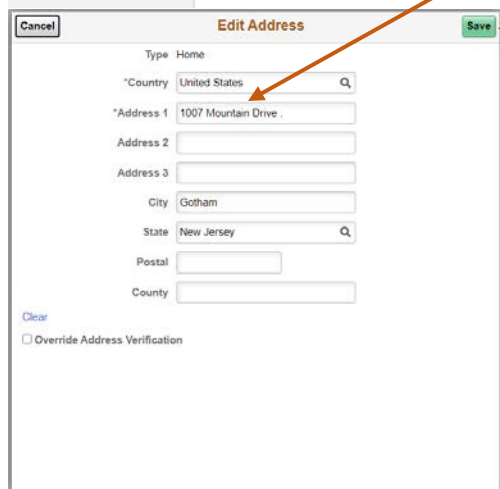 Cancel Edit Address Save
Type Home
*Country United States
*Address 1 1007 Mountain Drive .
Address 2
Address 3
City Gotham
State New Jersey
Postal
County
Clear
Override Address Verification